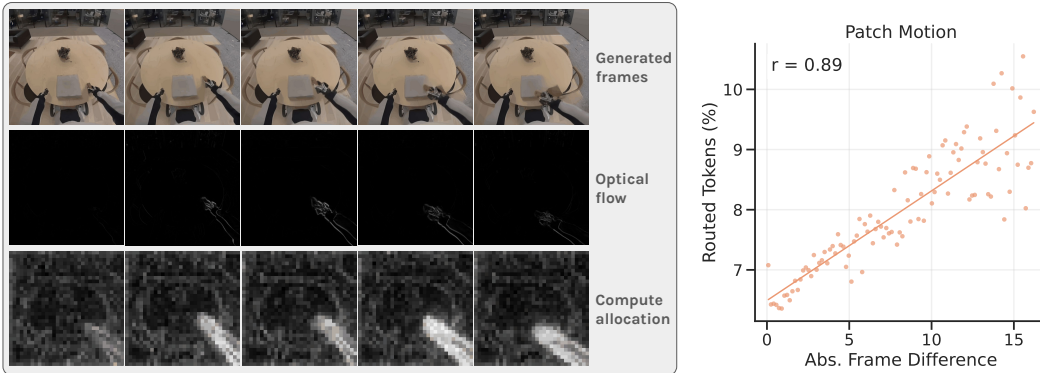 Generated
frames
Optical
flow
Compute
allocation
Patch Motion
r = 0.89
Routed Tokens (%)
10
9
8
7
0 5 10 15
Abs. Frame Difference